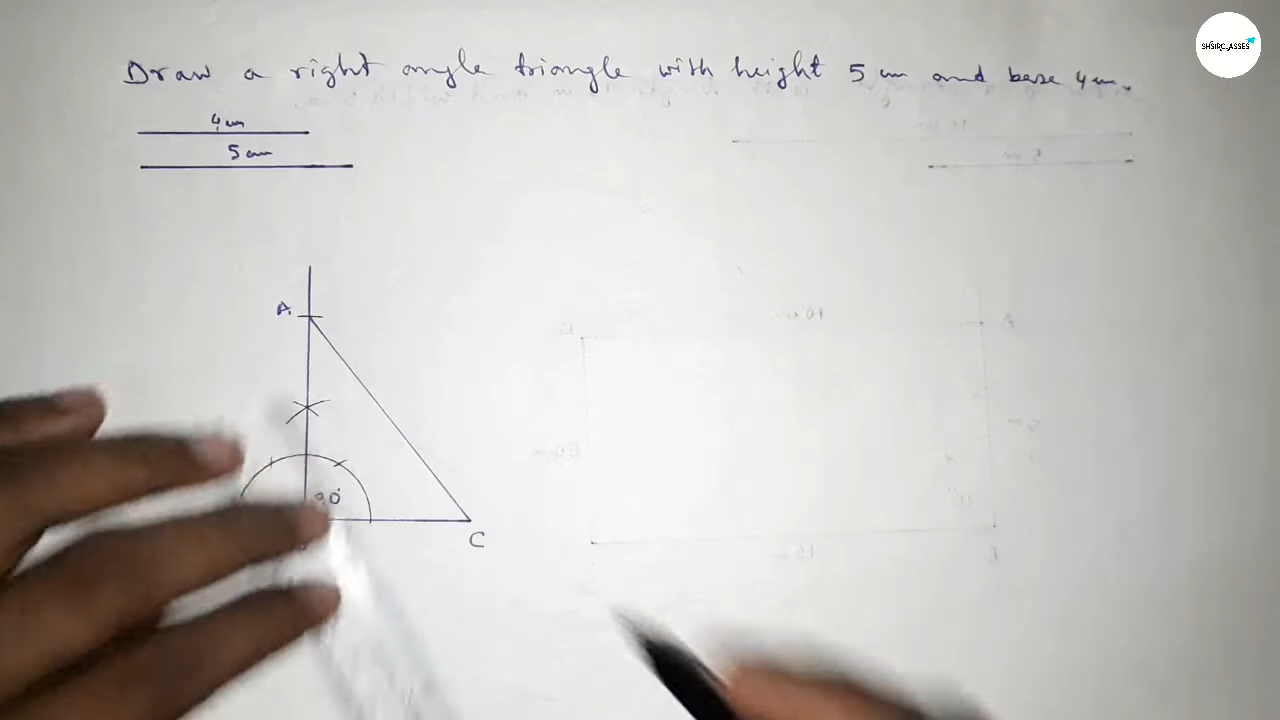 SHSIRCLASSES
Draw a right angle triangle with height 5 cm and base 4 cm.
4 cm
5 cm
A
90°
C